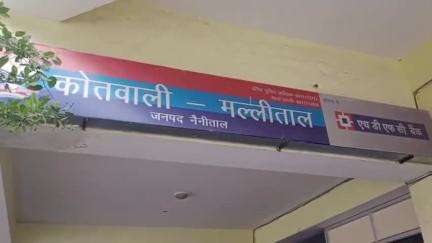 कोतवाली – मल्लीताल
जनपद नैनीताल
एच डी एफ सी बैंक